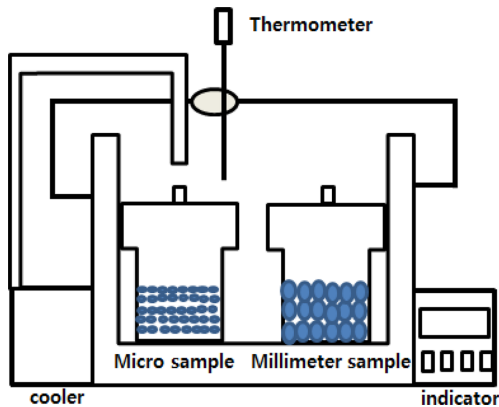 Thermometer
Micro sample
Millimeter sample
cooler
indicator